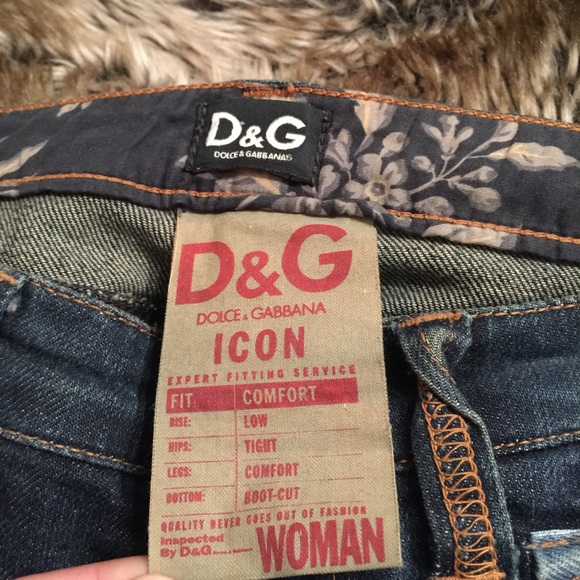 D&G
DOLCE & GABBANAS
D&G
DOLCE & GABBANA
ICON
EXPERT FITTING SERVICE
FIT. COMFORT
RISE: LOW
HIPS: TIGHT
LEGS: COMFORT
BOTTOM: BOOT-CUT
QUALITY NEVER GOES OUT OF FASHION
Inspected
By D&G
WOMAN